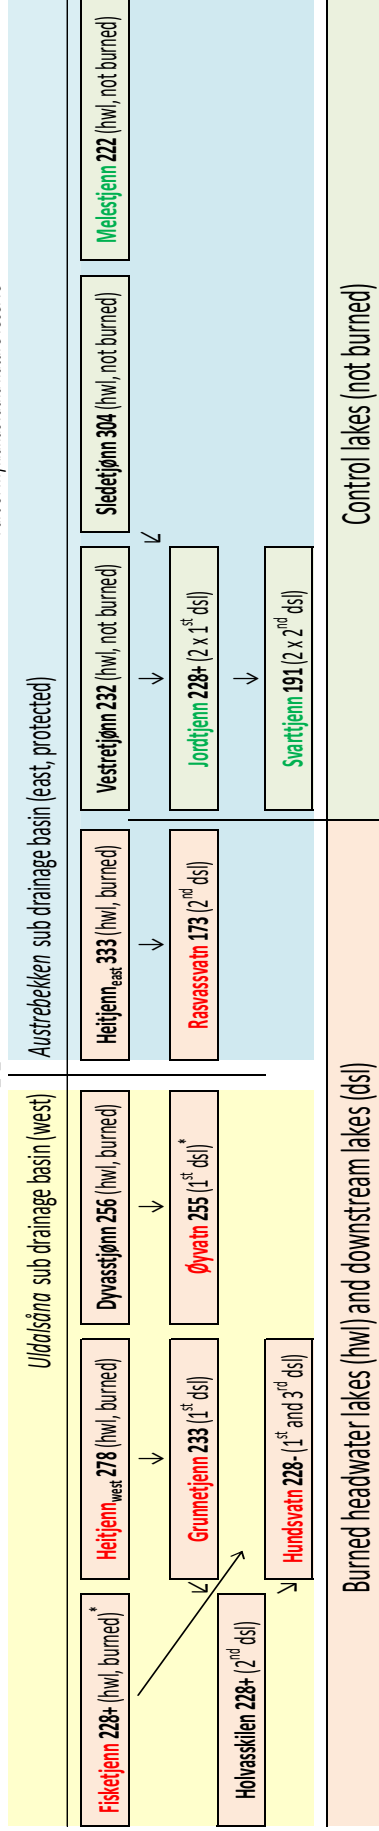 Uldalsåna sub drainage basin (west)
Austrebekken sub drainage basin (east, protected)
Fisketjenn 228+ (hwl, burned)*
Heitjenn_west 278 (hwl, burned)
Dyvasstjønn 256 (hwl, burned)
Heitjenn_east 333 (hwl, burned)
Vestretjønn 232 (hwl, not burned)
Sledetjønn 304 (hwl, not burned)
Melestjenn 222 (hwl, not burned)
↓ ↓ ↓ ↓
Grunnetjenn 233 (1st dsl)
Øyvatn 255 (1st dsl)*
Rasvassvatn 173 (2nd dsl)
Jordtjenn 228+ (2 x 1st dsl)
Holvasskilen 228+ (2nd dsl)
Hundsvatn 228- (1st and 3rd dsl)
Svarttjenn 191 (2 x 2nd dsl)
Burned headwater lakes (hwl) and downstream lakes (dsl)
Control lakes (not burned)